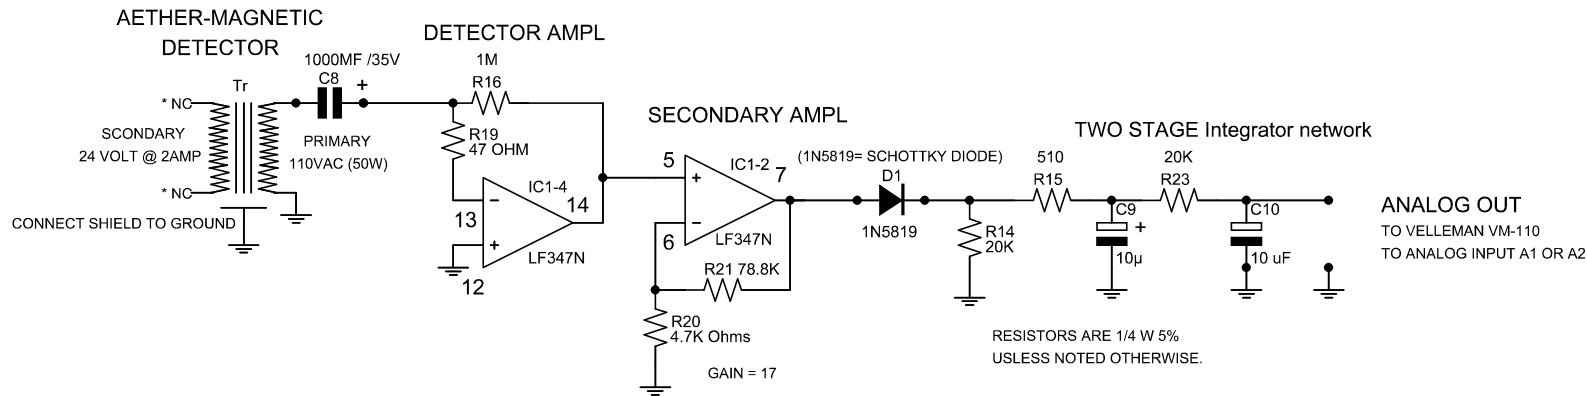 AETHER-MAGNETIC
DETECTOR
Tr
* NC
* NC
SCONDARY
24 VOLT @ 2AMP
CONNECT SHIELD TO GROUND
1000MF /35V
C8
+
PRIMARY
110VAC (50W)
DETECTOR AMPL
1M
R16
R19
47 OHM
IC1-4
13
14
12
−
+
LF347N
SECONDARY AMPL
5
IC1-2
7
+
−
6
LF347N
R21 78.8K
R20
4.7K Ohms
GAIN = 17
(1N5819= SCHOTTKY DIODE)
D1
1N5819
R14
20K
TWO STAGE Integrator network
510
R15
20K
R23
C9
+
10µ
C10
10 uF
ANALOG OUT
TO VELLEMAN VM-110
TO ANALOG INPUT A1 OR A2
RESISTORS ARE 1/4 W 5%
USLESS NOTED OTHERWISE.